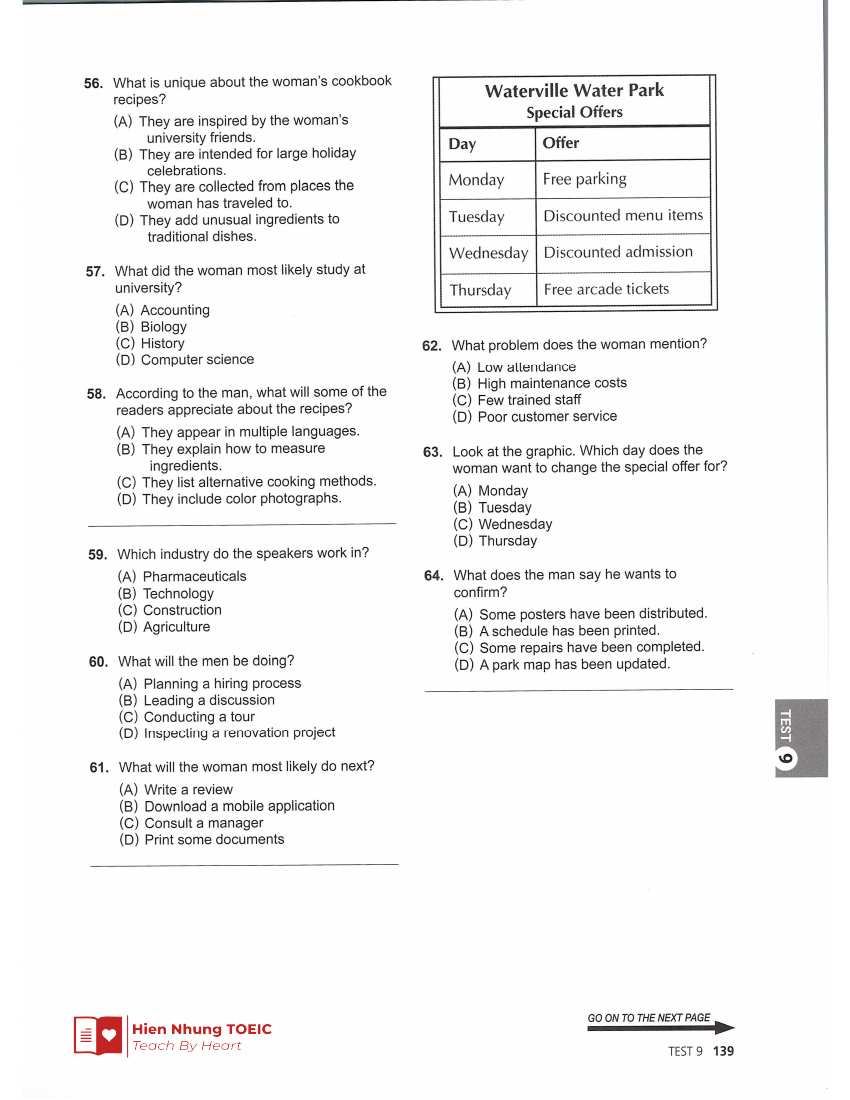 56. What is unique about the woman's cookbook
recipes?
(A) They are inspired by the woman's
university friends.
(B) They are intended for large holiday
celebrations.
(C) They are collected from places the
woman has traveled to.
(D) They add unusual ingredients to
traditional dishes.
57. What did the woman most likely study at
university?
(A) Accounting
(B) Biology
(C) History
(D) Computer science
58. According to the man, what will some of the
readers appreciate about the recipes?
(A) They appear in multiple languages.
(B) They explain how to measure
ingredients.
(C) They list alternative cooking methods.
(D) They include color photographs.
59. Which industry do the speakers work in?
(A) Pharmaceuticals
(B) Technology
(C) Construction
(D) Agriculture
60. What will the men be doing?
(A) Planning a hiring process
(B) Leading a discussion
(C) Conducting a tour
(D) Inspecting a renovation project
61. What will the woman most likely do next?
(A) Write a review
(B) Download a mobile application
(C) Consult a manager
(D) Print some documents
Waterville Water Park
Special Offers
Day Offer
Monday Free parking
Tuesday Discounted menu items
Wednesday Discounted admission
Thursday Free arcade tickets
62. What problem does the woman mention?
(A) Low attendance
(B) High maintenance costs
(C) Few trained staff
(D) Poor customer service
63. Look at the graphic. Which day does the
woman want to change the special offer for?
(A) Monday
(B) Tuesday
(C) Wednesday
(D) Thursday
64. What does the man say he wants to
confirm?
(A) Some posters have been distributed.
(B) A schedule has been printed.
(C) Some repairs have been completed.
(D) A park map has been updated.
TEST 9
Hien Nhung TOEIC
Teach By Heart
GO ON TO THE NEXT PAGE
TEST 9 139